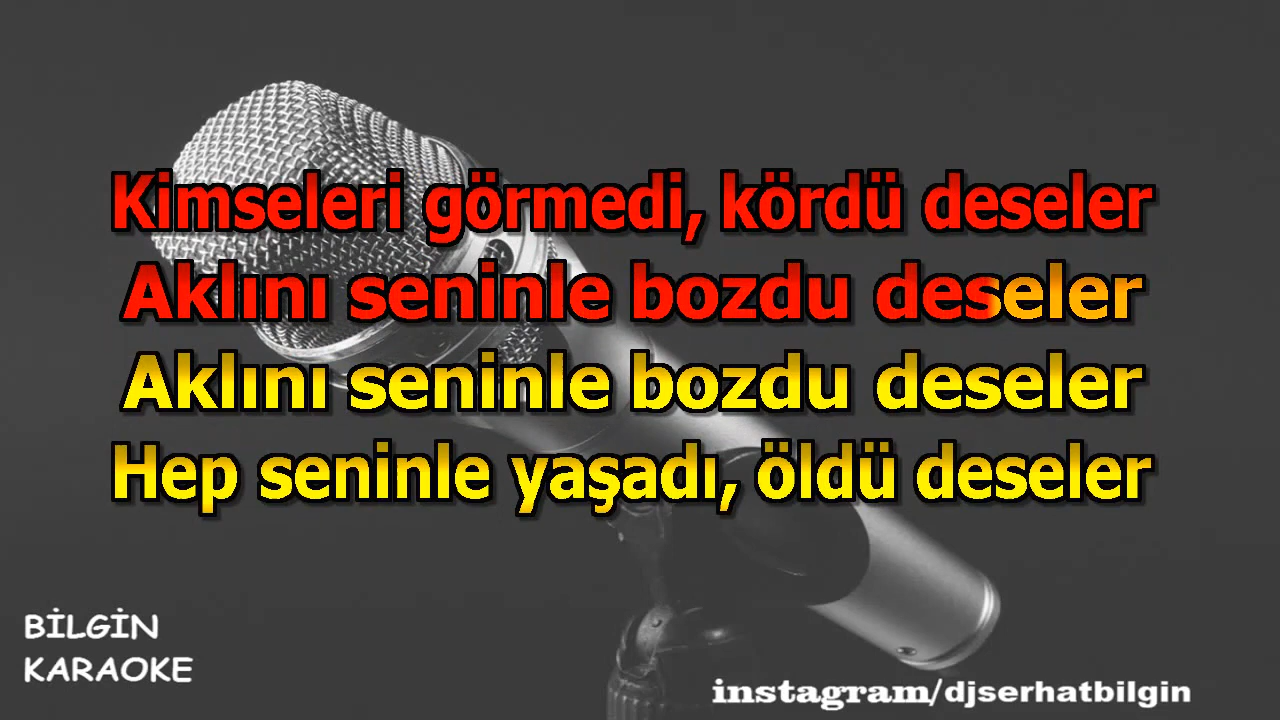 Kimseleri görmedi, kördü deseler
Aklını seninle bozdu deseler
Aklını seninle bozdu deseler
Hep seninle yaşadı, öldü deseler
BİLGİN
KARAOKE
instagram/djserhatbilgin